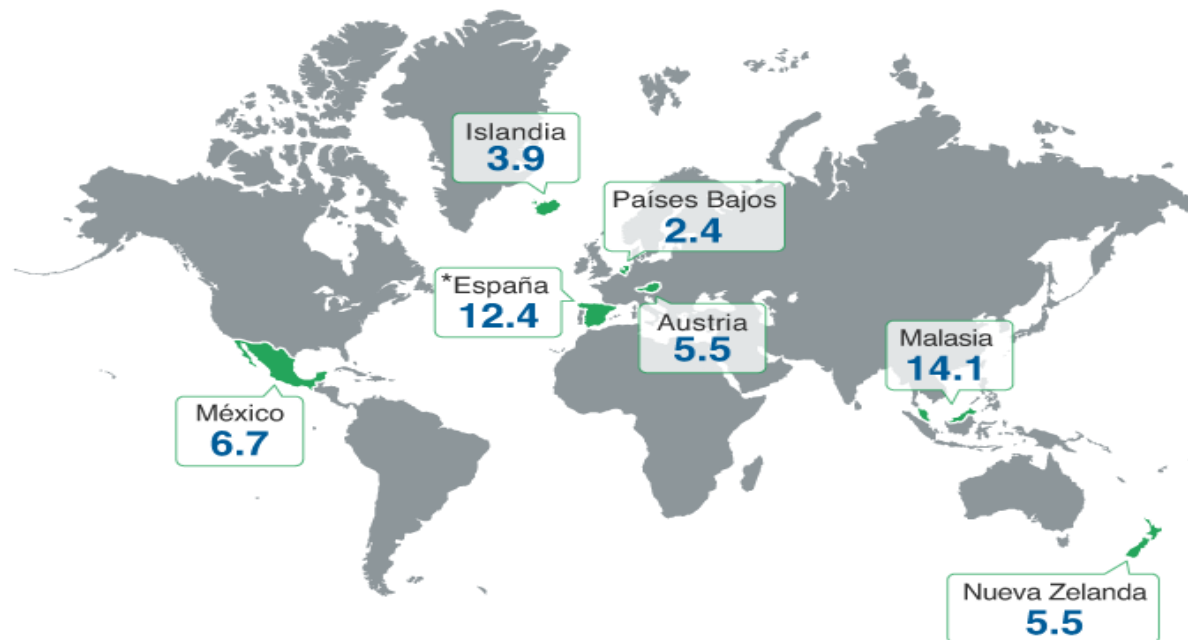 Islandia
3.9
Países Bajos
2.4
*España
12.4
Austria
5.5
Malasia
14.1
México
6.7
Nueva Zelanda
5.5